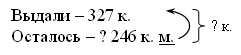 Выдали – 327 к.
Осталось – ? 246 к. м.
? к.